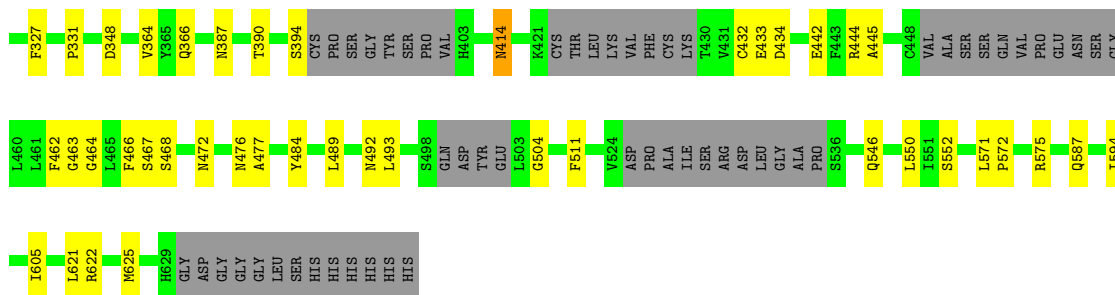 F327 P331 D348 V364 Y365 Q366 N387 T390 S394 CYS PRO SER GLY TYR SER PRO VAL H403 N414 K421 CYS THR LEU LYS VAL PHE CYS LYS T430 V431 C432 E433 D434 E442 F443 R444 A445 C448 VAL ALA SER SER GLN VAL PRO GLU ASN SER GLY
L460 L461 F462 G463 G464 L465 F466 S467 S468 N472 N476 A477 Y484 L489 N492 L493 S498 GLN ASP TYR GLU L503 G504 F511 V524 ASP PRO ALA ILE SER ARG ASP LEU GLY ALA PRO S536 Q546 L550 I551 S552 L571 P572 R575 Q587
I605 L621 R622 M625 H629 GLY ASP GLY GLY GLY LEU SER HIS HIS HIS HIS HIS HIS